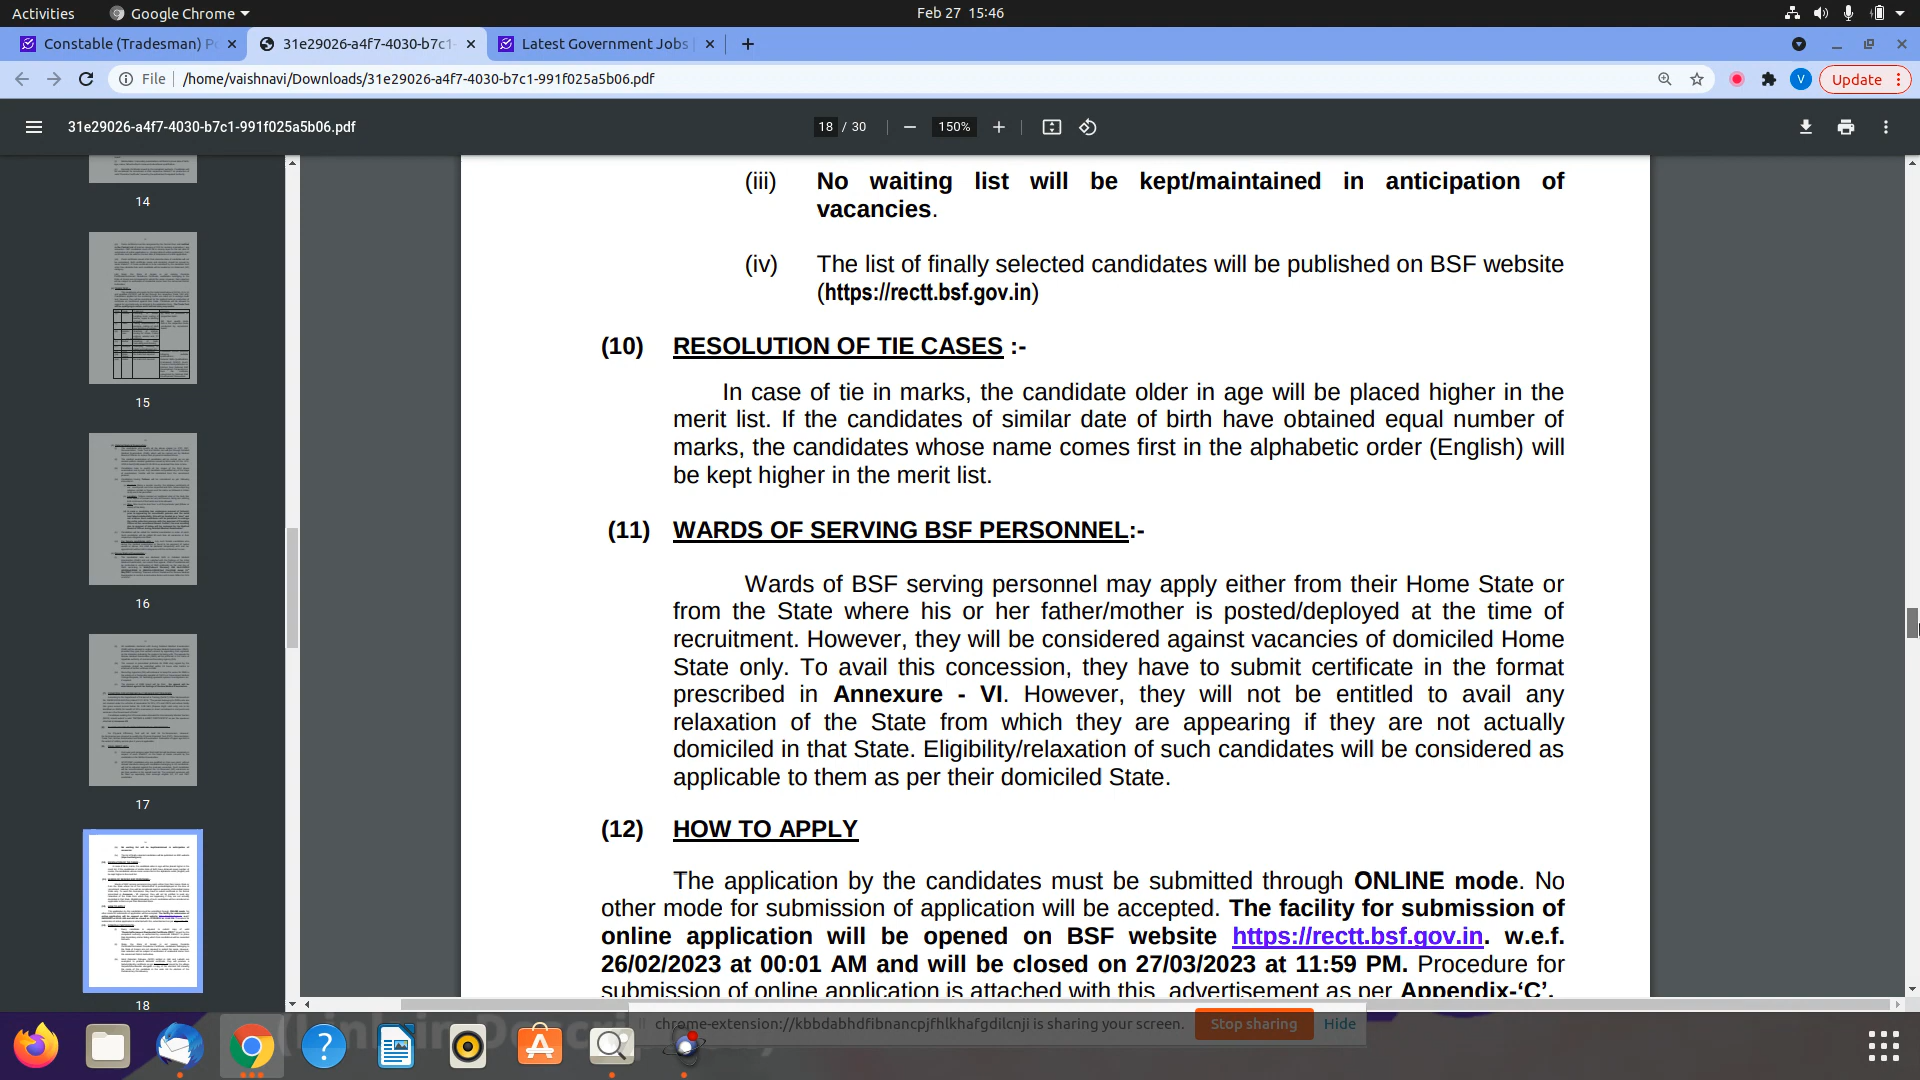 Activities
Google Chrome
Feb 27 15:46
Constable (Tradesman) P
31e29026-a4f7-4030-b7c1-
Latest Government Jobs
File
/home/vaishnavi/Downloads/31e29026-a4f7-4030-b7c1-991f025a5b06.pdf
V
Update
31e29026-a4f7-4030-b7c1-991f025a5b06.pdf
18 / 30
150%
14
15
16
17
18
(iii) No waiting list will be kept/maintained in anticipation of
vacancies.
(iv) The list of finally selected candidates will be published on BSF website
(https://rectt.bsf.gov.in)
(10) RESOLUTION OF TIE CASES :-
In case of tie in marks, the candidate older in age will be placed higher in the
merit list. If the candidates of similar date of birth have obtained equal number of
marks, the candidates whose name comes first in the alphabetic order (English) will
be kept higher in the merit list.
(11) WARDS OF SERVING BSF PERSONNEL:-
Wards of BSF serving personnel may apply either from their Home State or
from the State where his or her father/mother is posted/deployed at the time of
recruitment. However, they will be considered against vacancies of domiciled Home
State only. To avail this concession, they have to submit certificate in the format
prescribed in Annexure - VI. However, they will not be entitled to avail any
relaxation of the State from which they are appearing if they are not actually
domiciled in that State. Eligibility/relaxation of such candidates will be considered as
applicable to them as per their domiciled State.
(12) HOW TO APPLY
The application by the candidates must be submitted through ONLINE mode. No
other mode for submission of application will be accepted. The facility for submission of
online application will be opened on BSF website https://rectt.bsf.gov.in. w.e.f.
26/02/2023 at 00:01 AM and will be closed on 27/03/2023 at 11:59 PM. Procedure for
submission of online application is attached with this advertisement as per Appendix-‘C’.
chrome-extension://kbbdabhdfibnancpjfhlkhafgdilcnji is sharing your screen.
Stop sharing
Hide